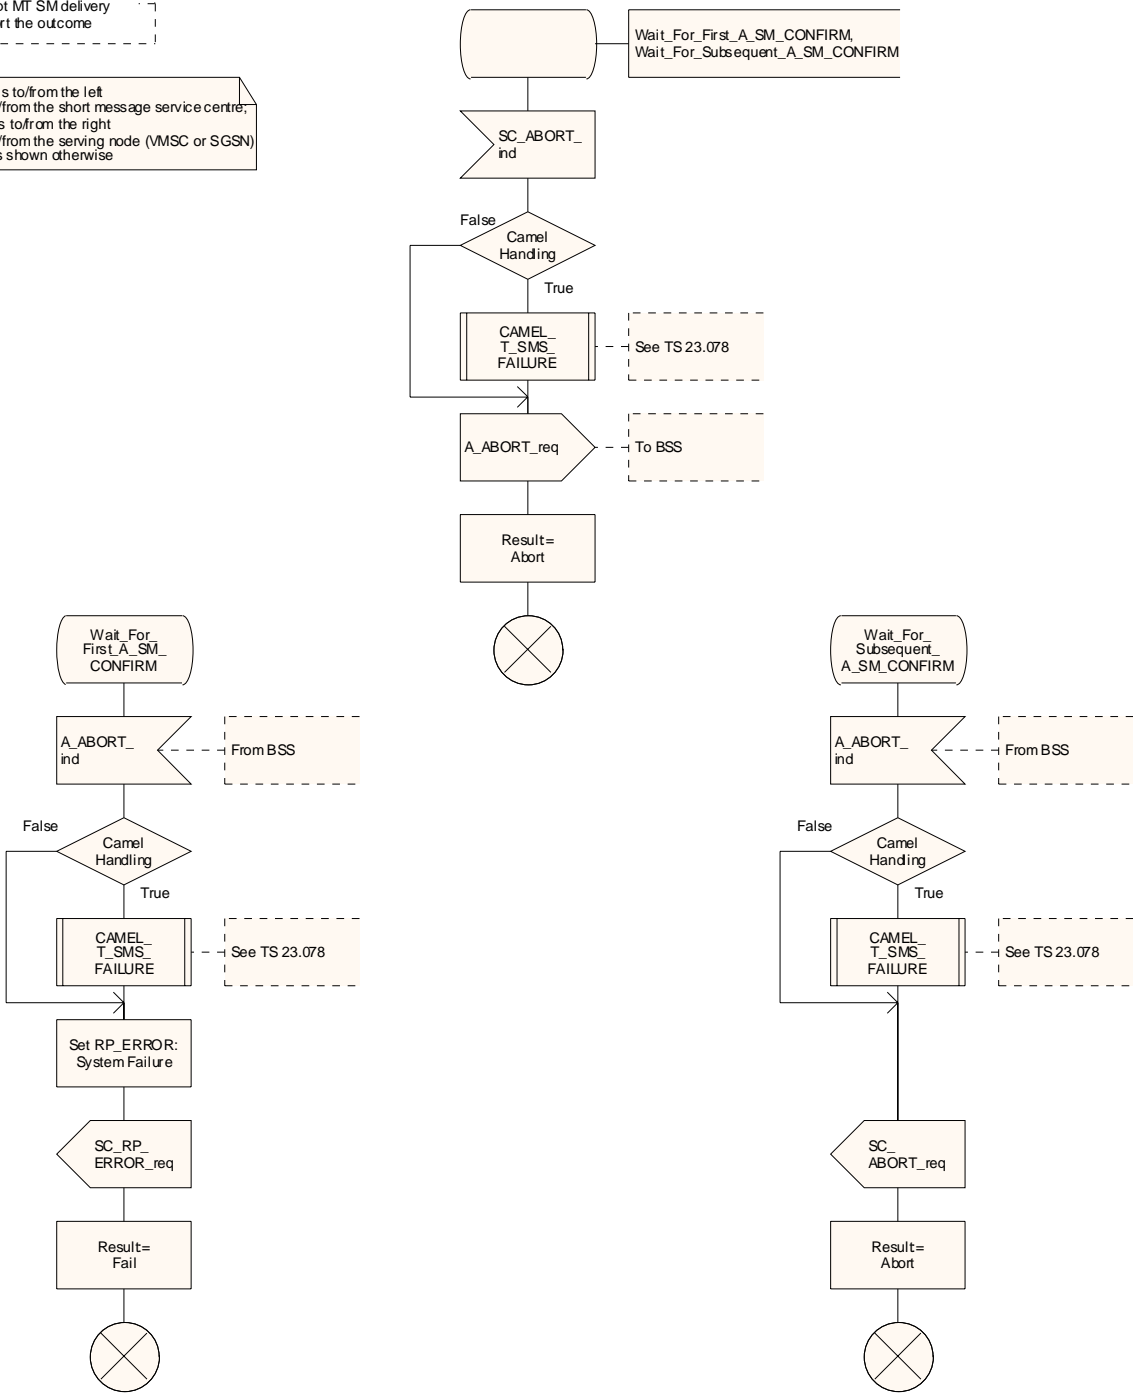 MT SM delivery
the outcome
to/from the left
/from the short message service centre;
to/from the right
/from the serving node (VMSC or SGSN)
shown otherwise
Wait_For_First_A_SM_CONFIRM,
Wait_For_Subsequent_A_SM_CONFIRM
SC_ABORT_
ind
False
Camel
Handling
True
CAMEL_
T_SMS_
FAILURE
See TS 23.078
A_ABORT_req
To BSS
Result=
Abort
Wait_For_
First_A_SM_
CONFIRM
A_ABORT_
ind
From BSS
False
Camel
Handling
True
CAMEL_
T_SMS_
FAILURE
See TS 23.078
Set RP_ERROR:
System Failure
SC_RP_
ERROR_req
Result=
Fail
Wait_For_
Subsequent_
A_SM_CONFIRM
A_ABORT_
ind
From BSS
False
Camel
Handling
True
CAMEL_
T_SMS_
FAILURE
See TS 23.078
SC_
ABORT_req
Result=
Abort